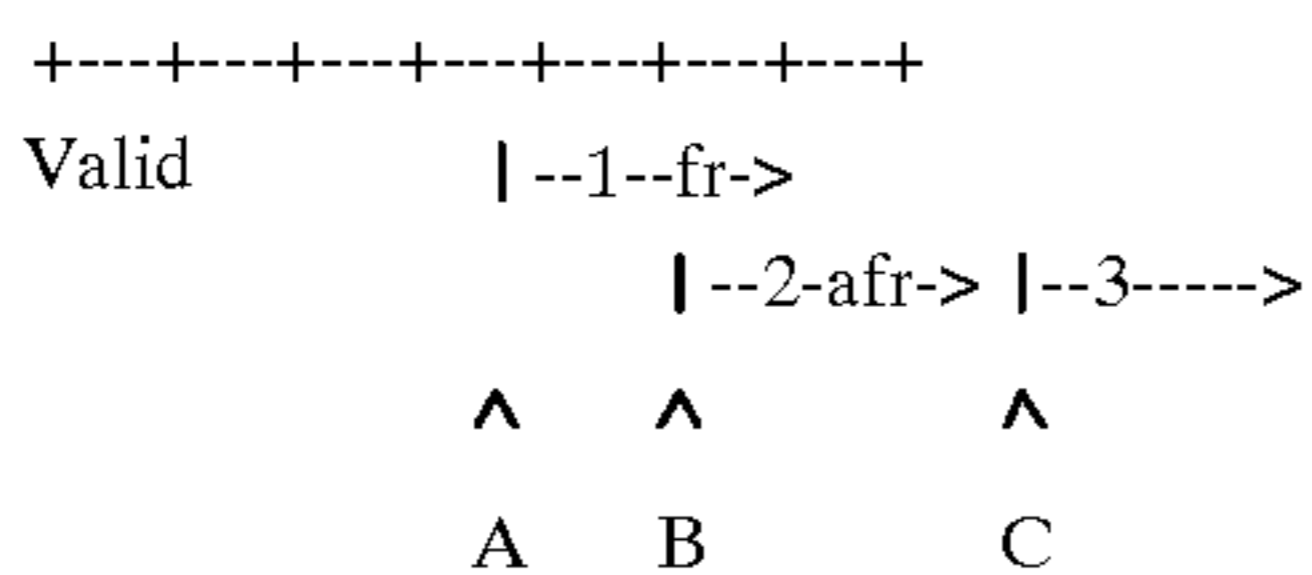 +---+---+---+---+---+---+---+
Valid | --1--fr->
| --2-afr-> |--3----->
^ ^ ^
A B C